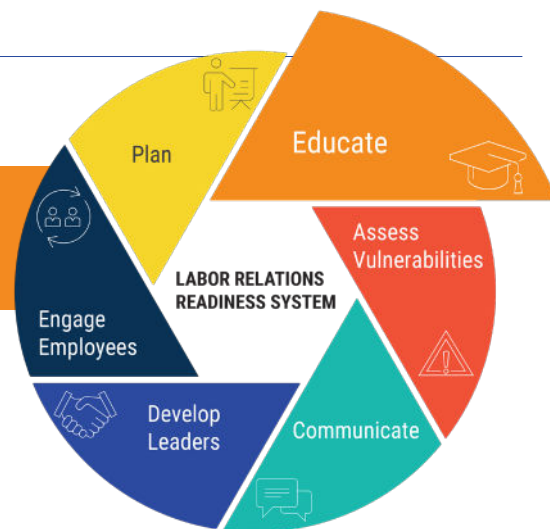 Plan
Educate
Assess
Vulnerabilities
LABOR RELATIONS
READINESS SYSTEM
Engage
Employees
Develop
Leaders
Communicate